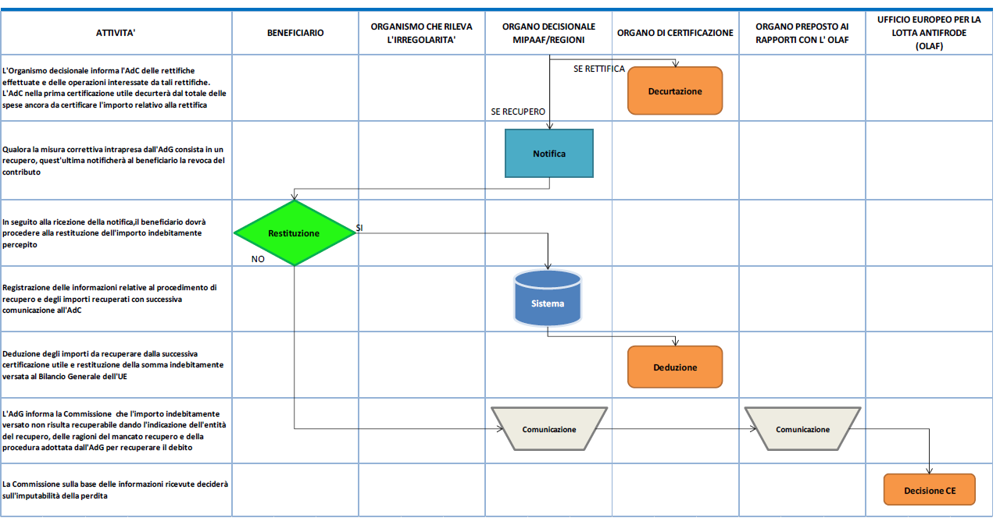 ATTIVITA'
BENEFICIARIO
ORGANISMO CHE RILEVA
L'IRREGOLARITA'
ORGANO DECISIONALE
MIPAAF/REGIONI
ORGANO DI CERTIFICAZIONE
ORGANO PREPOSTO AI
RAPPORTI CON L' OLAF
UFFICIO EUROPEO PER LA
LOTTA ANTIFRODE
(OLAF)
L'Organismo decisionale informa l'AdC delle rettifiche
effettuate e delle operazioni interessate da tali rettifiche.
L'AdC nella prima certificazione utile decurterà dal totale delle
spese ancora da certificare l'importo relativo alla rettifica
SE RETTIFICA
Decurtazione
SE RECUPERO
Qualora la misura correttiva intrapresa dall'AdG consista in un
recupero, quest'ultima notificherà al beneficiario la revoca del
contributo
Notifica
In seguito alla ricezione della notifica,il beneficiario dovrà
procedere alla restituzione dell'importo indebitamente
percepito
Restituzione
SI
NO
Registrazione delle informazioni relative al procedimento di
recupero e degli importi recuperati con successiva
comunicazione all'AdC
Sistema
Deduzione degli importi da recuperare dalla successiva
certificazione utile e restituzione della somma indebitamente
versata al Bilancio Generale dell'UE
Deduzione
L'AdG informa la Commissione che l'importo indebitamente
versato non risulta recuperabile dando l'indicazione dell'entità
del recupero, delle ragioni del mancato recupero e della
procedura adottata dall'AdG per recuperare il debito
Comunicazione
Comunicazione
La Commissione sulla base delle informazioni ricevute deciderà
sull'imputabilità della perdita
Decisione CE